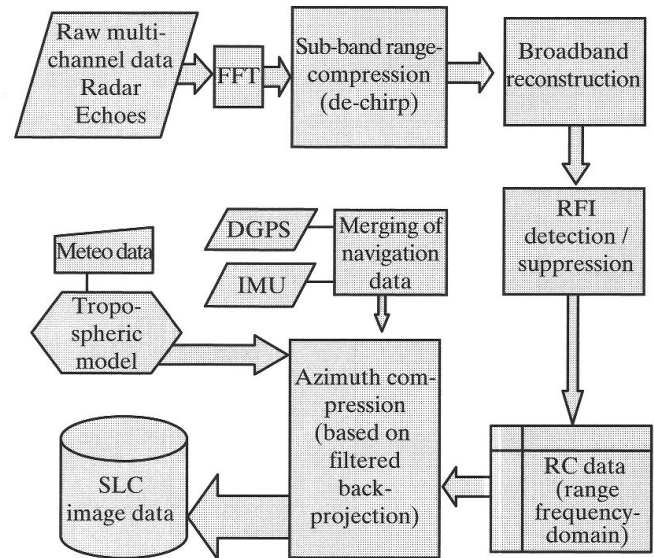 Raw multi-
channel data
Radar
Echoes
FFT
Sub-band range-
compression
(de-chirp)
Broadband
reconstruction
RFI
detection /
suppression
DGPS
IMU
Merging of
navigation
data
Meteo data
Tropo-
spheric
model
Azimuth com-
pression
(based on
filtered
back-
projection)
RC data
(range
frequency-
domain)
SLC
image data